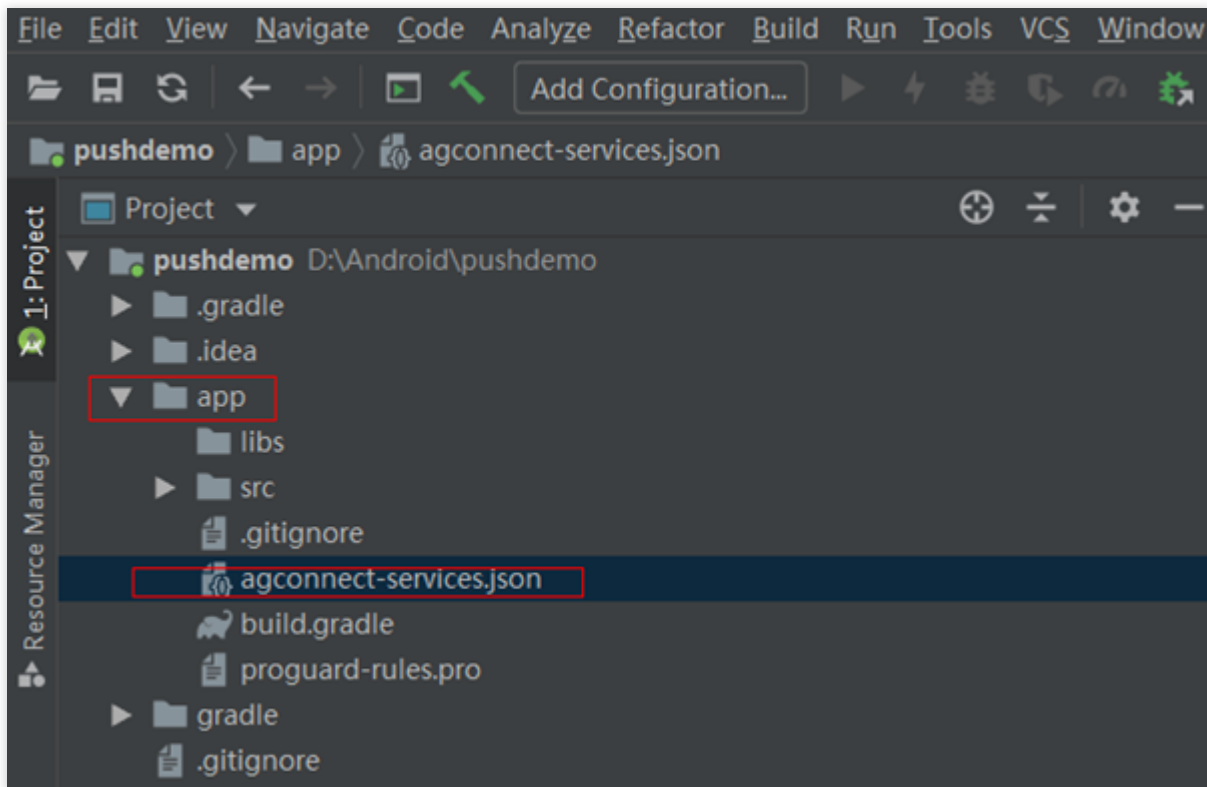 File Edit View Navigate Code Analyze Refactor Build Run Tools VCS Window
Add Configuration...
pushdemo app agconnect-services.json
Project
1: Project
pushdemo D:\Android\pushdemo
.gradle
.idea
app
libs
src
.gitignore
agconnect-services.json
build.gradle
proguard-rules.pro
gradle
.gitignore
Resource Manager